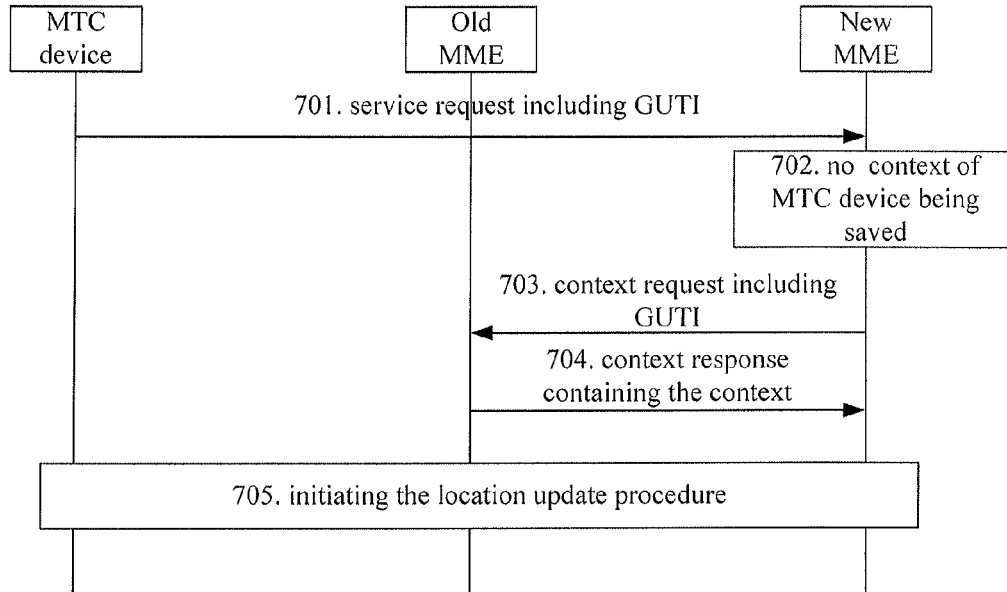 MTC
device
Old
MME
New
MME
701. service request including GUTI
702. no context of
MTC device being
saved
703. context request including
GUTI
704. context response
containing the context
705. initiating the location update procedure